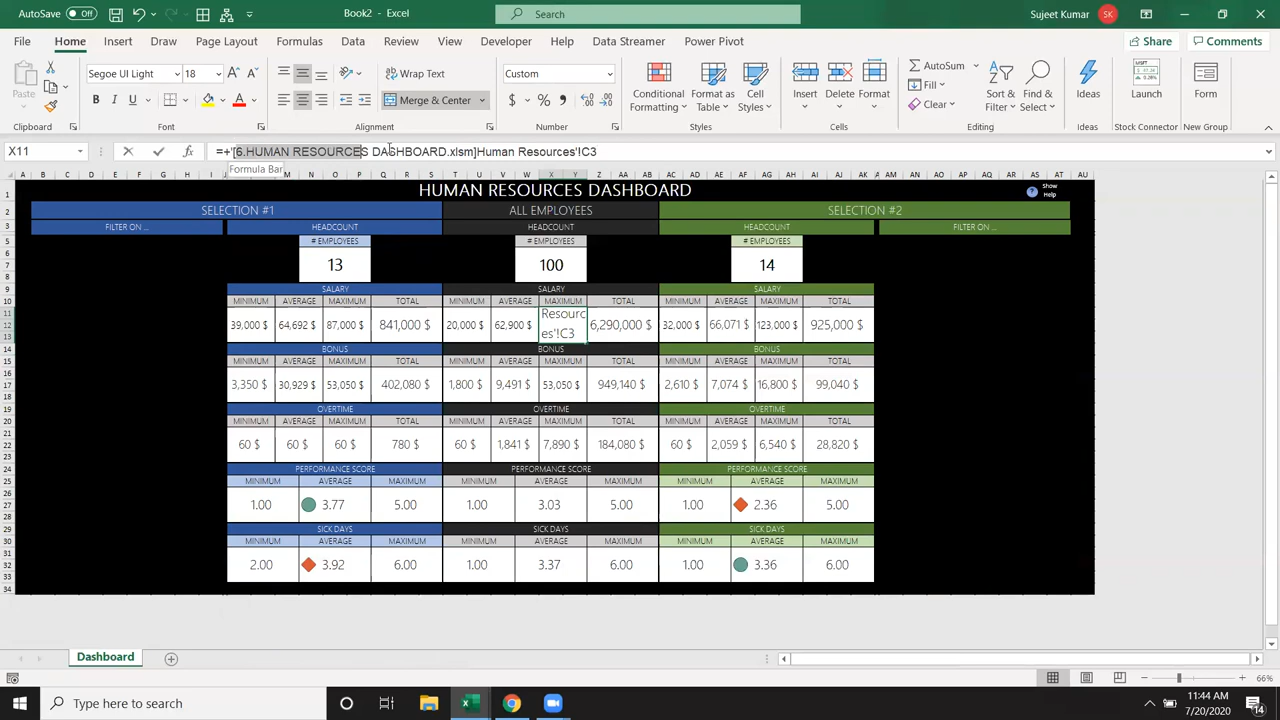 AutoSave Off Book2 - Excel Search Sujeet Kumar SK
File Home Insert Draw Page Layout Formulas Data Review View Developer Help Data Streamer Power Pivot Share Comments
Paste Segoe UI Light 18 Wrap Text Custom Conditional Formatting Format as Table Cell Styles Insert Delete Format AutoSum Fill Clear Sort & Filter Find & Select Ideas Launch Form
B I U Merge & Center $ % ,
Clipboard Font Alignment Number Styles Cells Editing Ideas
X11 fx =+'[6.HUMAN RESOURCES DASHBOARD.xlsm]Human Resources'!C3
Formula Bar
HUMAN RESOURCES DASHBOARD
Show Help
SELECTION #1 ALL EMPLOYEES SELECTION #2
FILTER ON ... HEADCOUNT HEADCOUNT HEADCOUNT FILTER ON ...
# EMPLOYEES # EMPLOYEES # EMPLOYEES
13 100 14
SALARY SALARY SALARY
MINIMUM AVERAGE MAXIMUM TOTAL MINIMUM AVERAGE MAXIMUM TOTAL MINIMUM AVERAGE MAXIMUM TOTAL
39,000 $ 64,692 $ 87,000 $ 841,000 $ 20,000 $ 62,900 $ Resources'!C3 6,290,000 $ 32,000 $ 66,071 $ 123,000 $ 925,000 $
BONUS BONUS BONUS
MINIMUM AVERAGE MAXIMUM TOTAL MINIMUM AVERAGE MAXIMUM TOTAL MINIMUM AVERAGE MAXIMUM TOTAL
3,350 $ 30,929 $ 53,050 $ 402,080 $ 1,800 $ 9,491 $ 53,050 $ 949,140 $ 2,610 $ 7,074 $ 16,800 $ 99,040 $
OVERTIME OVERTIME OVERTIME
MINIMUM AVERAGE MAXIMUM TOTAL MINIMUM AVERAGE MAXIMUM TOTAL MINIMUM AVERAGE MAXIMUM TOTAL
60 $ 60 $ 60 $ 780 $ 60 $ 1,841 $ 7,890 $ 184,080 $ 60 $ 2,059 $ 6,540 $ 28,820 $
PERFORMANCE SCORE PERFORMANCE SCORE PERFORMANCE SCORE
MINIMUM AVERAGE MAXIMUM MINIMUM AVERAGE MAXIMUM MINIMUM AVERAGE MAXIMUM
1.00 3.77 5.00 1.00 3.03 5.00 1.00 2.36 5.00
SICK DAYS SICK DAYS SICK DAYS
MINIMUM AVERAGE MAXIMUM MINIMUM AVERAGE MAXIMUM MINIMUM AVERAGE MAXIMUM
2.00 3.92 6.00 1.00 3.37 6.00 1.00 3.36 6.00
Dashboard
66%
Type here to search
11:44 AM
7/20/2020